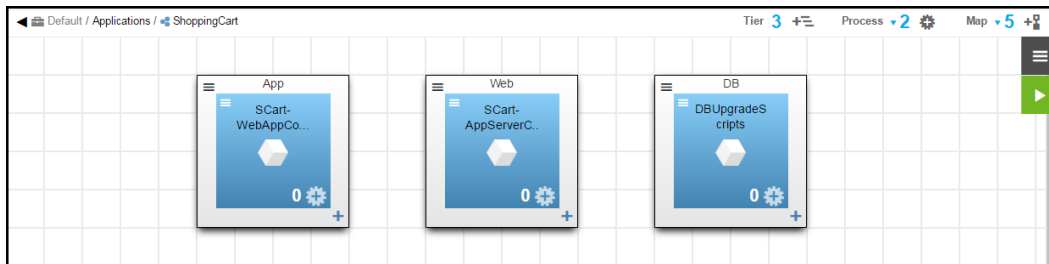 Default / Applications / ShoppingCart
Tier 3
Process 2
Map 5
App
SCart-
WebAppCo...
0
Web
SCart-
AppServerC..
0
DB
DBUpgradeS
cripts
0